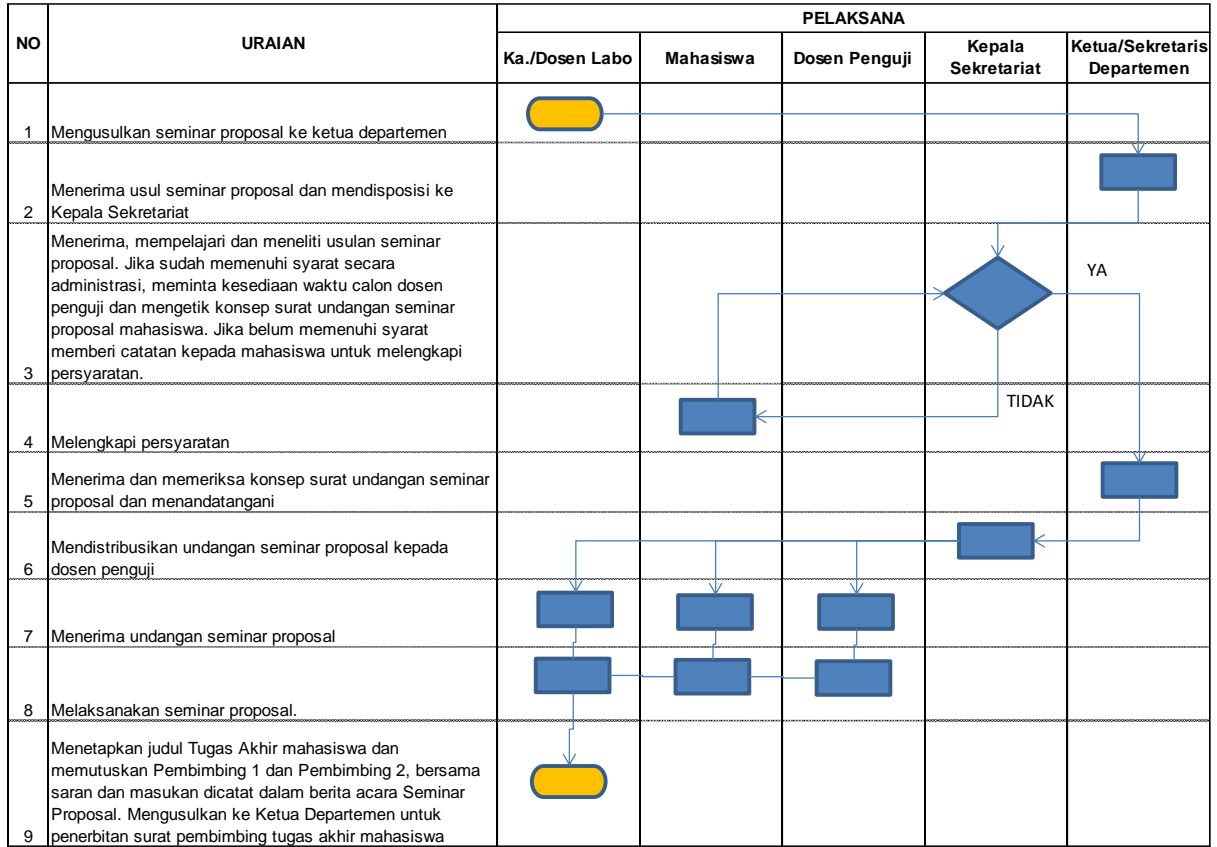 NO
URAIAN
PELAKSANA
Ka./Dosen Labo
Mahasiswa
Dosen Penguji
Kepala
Sekretariat
Ketua/Sekretaris
Departemen
1
Mengusulkan seminar proposal ke ketua departemen
Menerima usul seminar proposal dan mendisposisi ke
2
Kepala Sekretariat
Menerima, mempelajari dan meneliti usulan seminar
proposal. Jika sudah memenuhi syarat secara
administrasi, meminta kesediaan waktu calon dosen
penguji dan mengetik konsep surat undangan seminar
proposal mahasiswa. Jika belum memenuhi syarat
memberi catatan kepada mahasiswa untuk melengkapi
3
persyaratan.
YA
TIDAK
4
Melengkapi persyaratan
Menerima dan memeriksa konsep surat undangan seminar
5
proposal dan menandatangani
Mendistribusikan undangan seminar proposal kepada
6
dosen penguji
7
Menerima undangan seminar proposal
8
Melaksanakan seminar proposal.
Menetapkan judul Tugas Akhir mahasiswa dan
memutuskan Pembimbing 1 dan Pembimbing 2, bersama
saran dan masukan dicatat dalam berita acara Seminar
Proposal. Mengusulkan ke Ketua Departemen untuk
9
penerbitan surat pembimbing tugas akhir mahasiswa